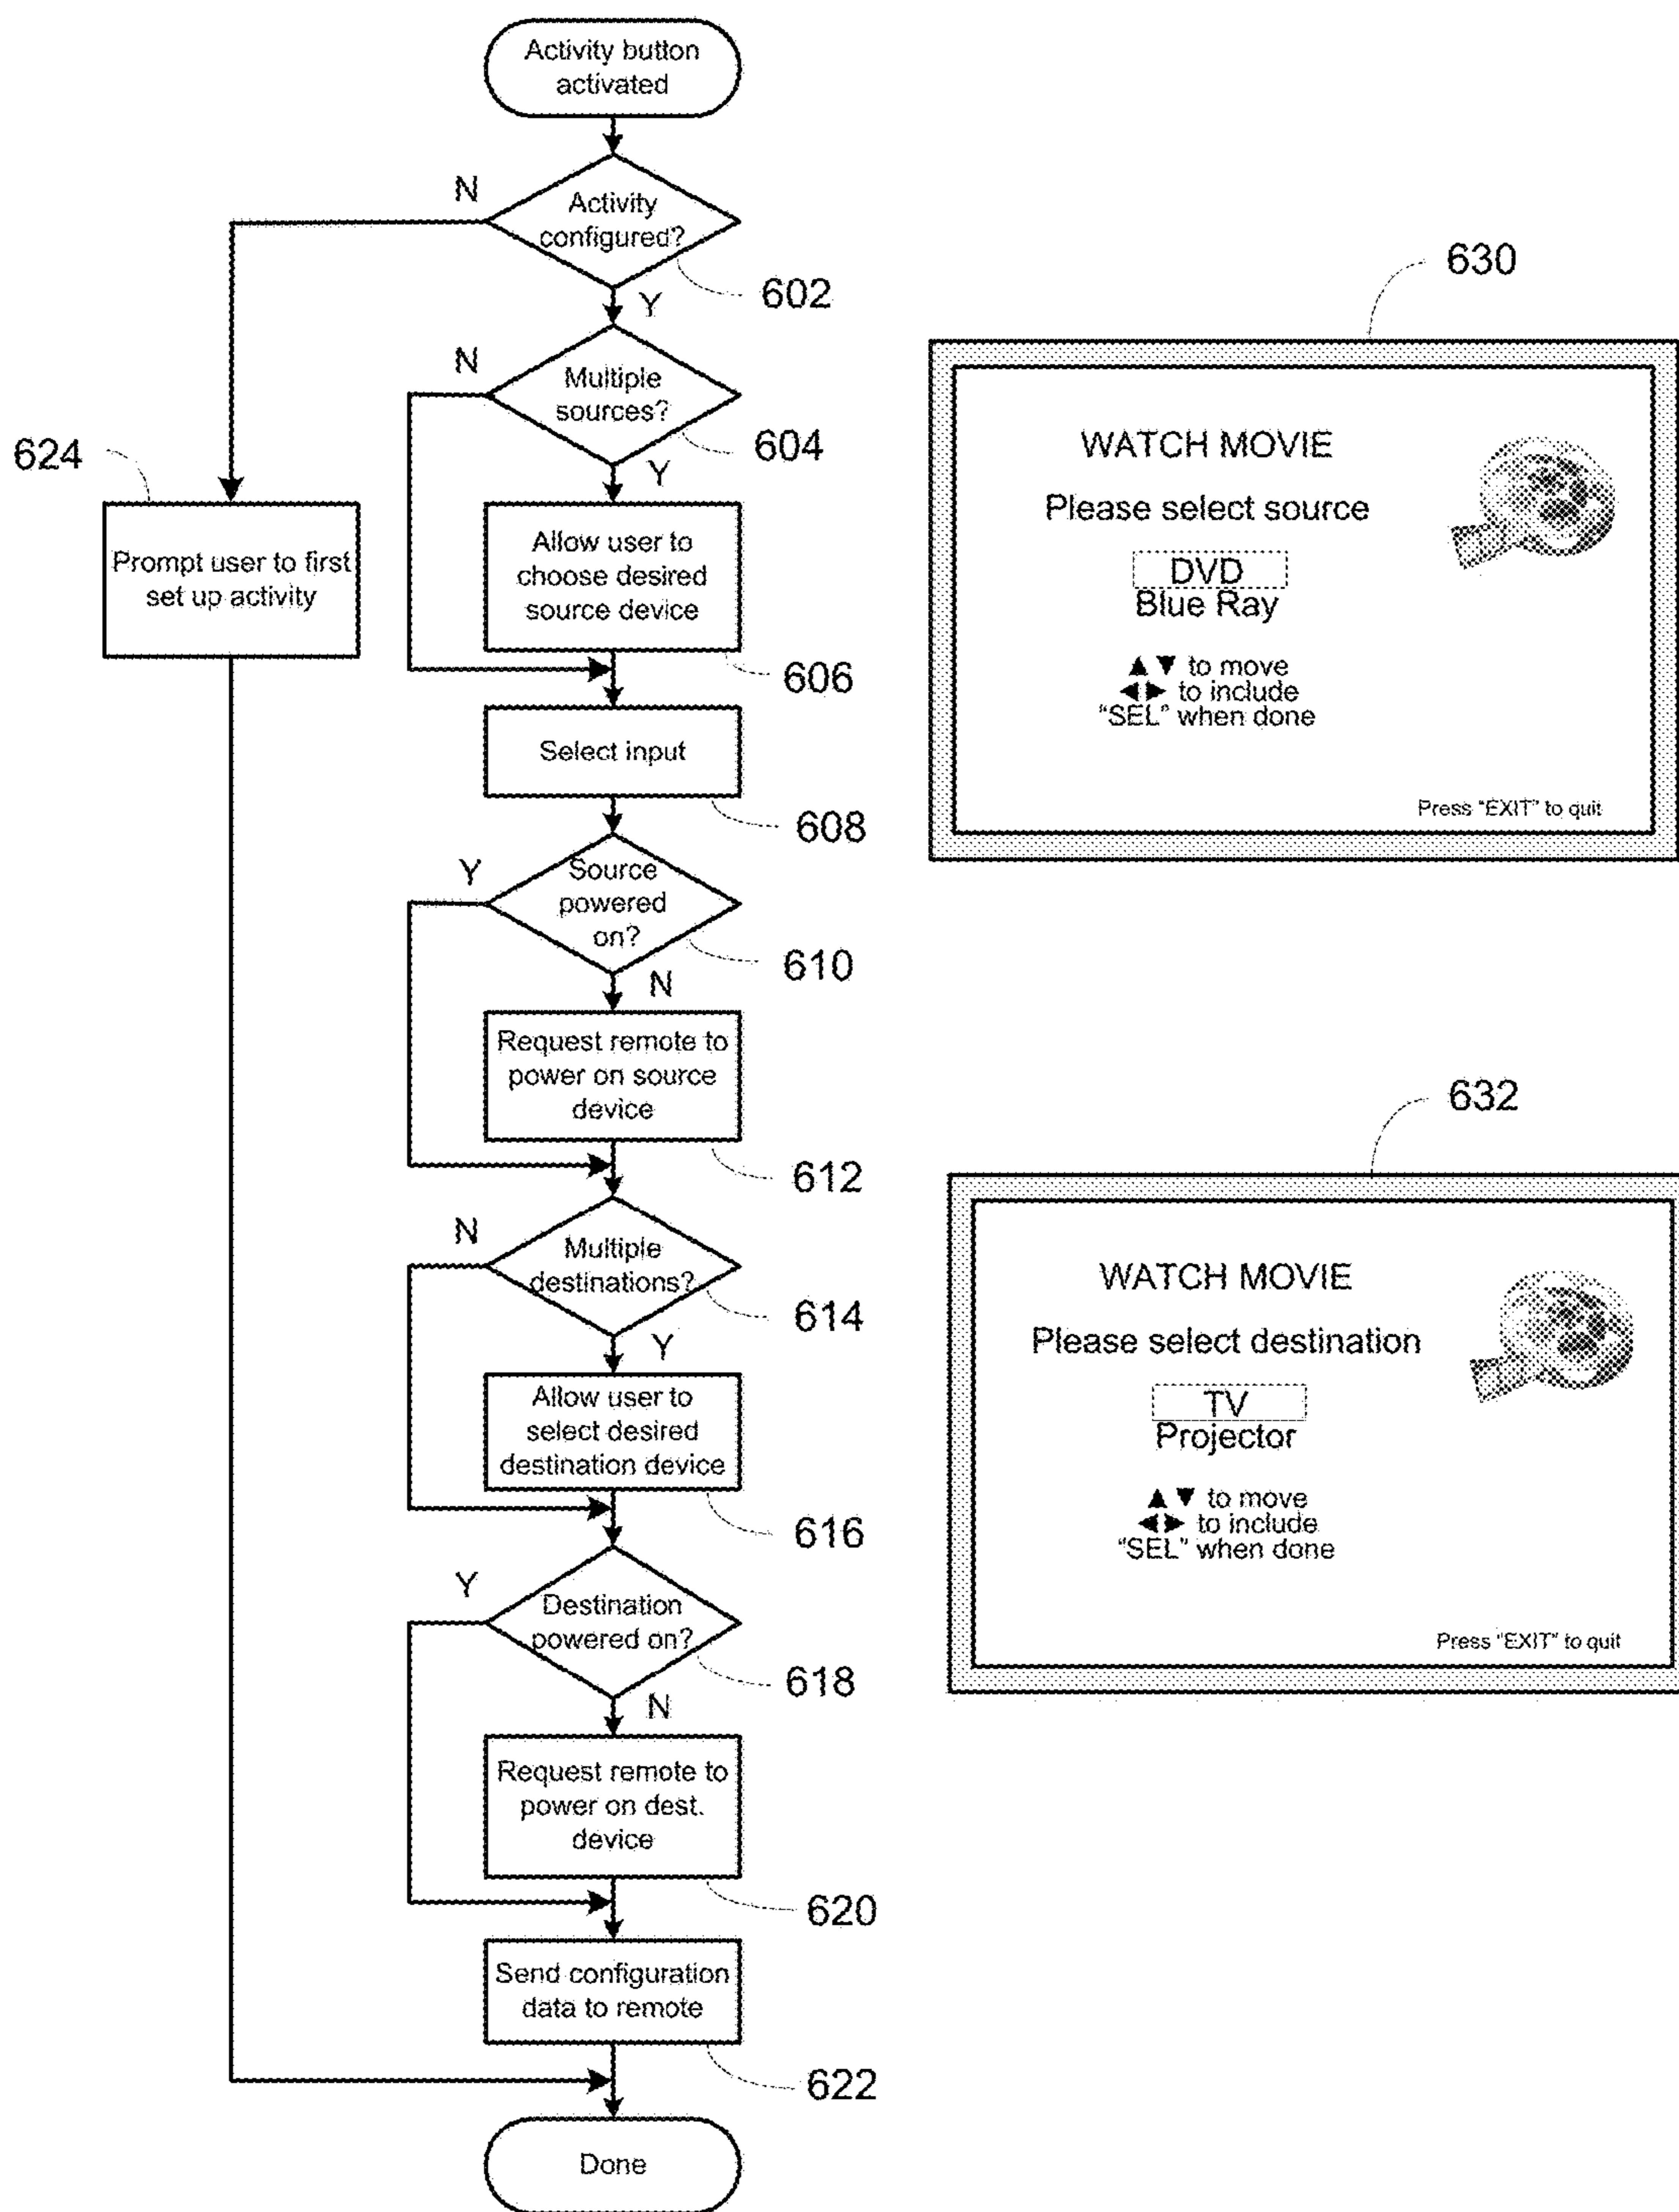 Activity button
activated
N
Activity
configured?
602
Y
N
Multiple
sources?
604
Y
624
Prompt user to first
set up activity
Allow user to
choose desired
source device
606
Select input
608
Y
Source
powered
on?
610
N
Request remote to
power on source
device
612
N
Multiple
destinations?
614
Y
Allow user to
select desired
destination device
616
Y
Destination
powered on?
618
N
Request remote to
power on dest.
device
620
Send configuration
data to remote
622
Done
630
WATCH MOVIE
Please select source
DVD
Blue Ray
▲▼ to move
◀▶ to include
"SEL" when done
Press "EXIT" to quit
632
WATCH MOVIE
Please select destination
TV
Projector
▲▼ to move
◀▶ to include
"SEL" when done
Press "EXIT" to quit